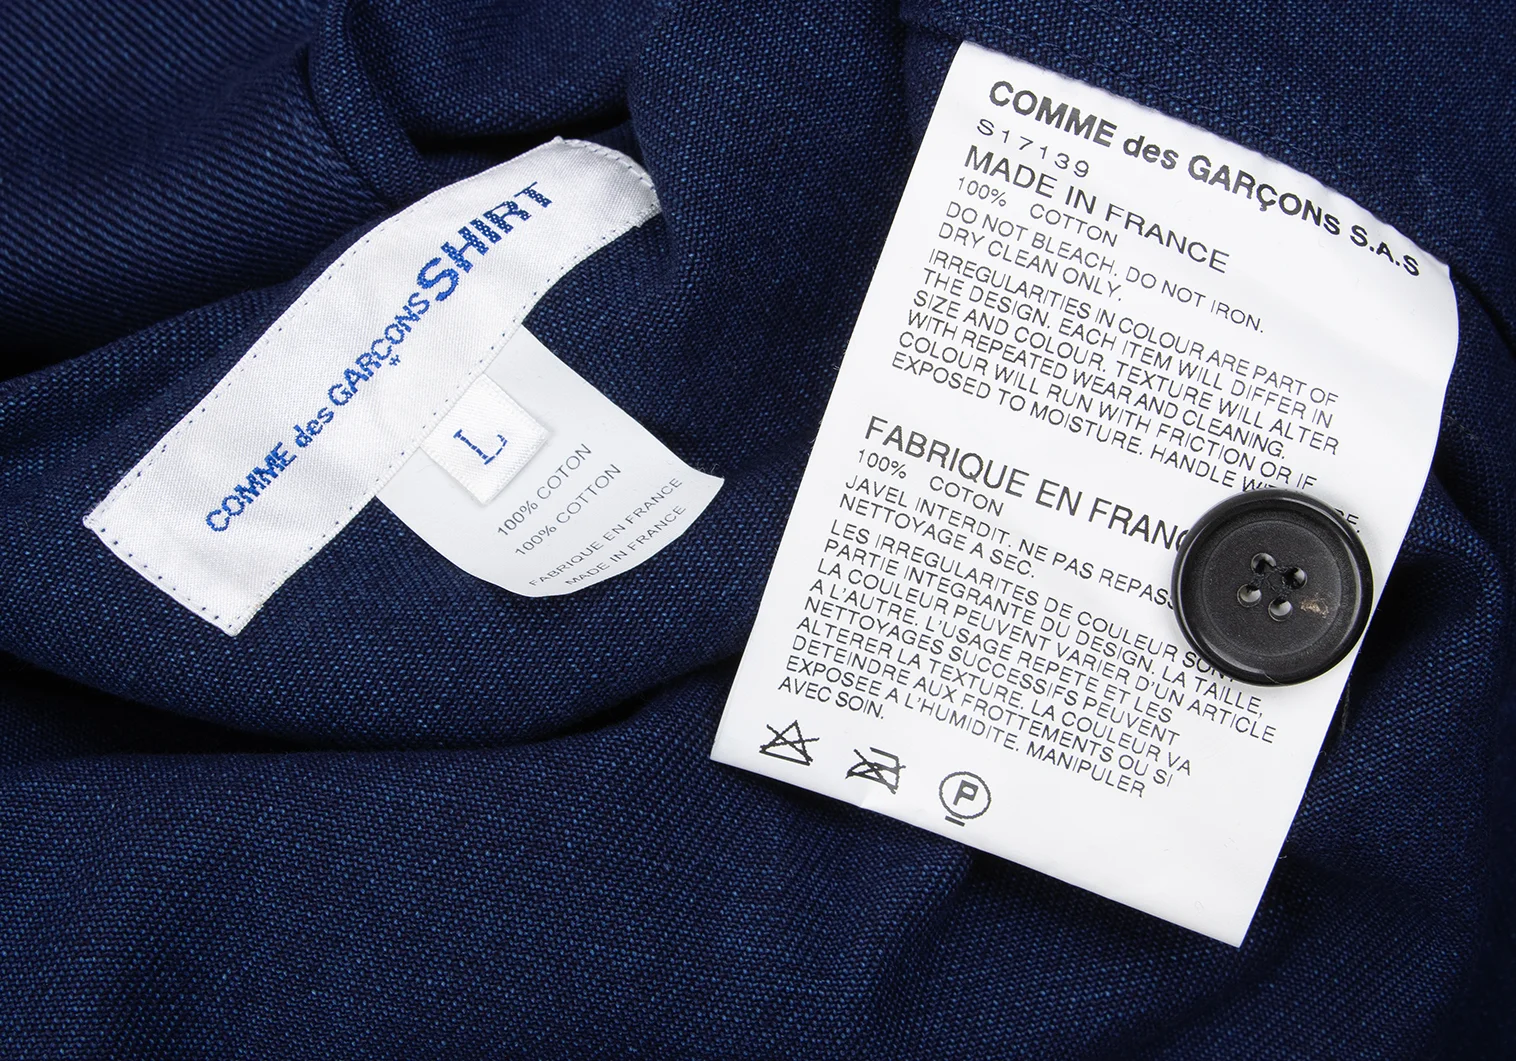 COMME des GARÇONS SHIRT
L
100% COTON
100% COTTON
FABRIQUE EN FRANCE
MADE IN FRANCE
COMME des GARÇONS S.A.S
S17139
MADE IN FRANCE
100% COTTON
DO NOT BLEACH. DO NOT IRON.
DRY CLEAN ONLY.
IRREGULARITIES IN COLOUR ARE PART OF
THE DESIGN. EACH ITEM WILL DIFFER IN
SIZE AND COLOUR. TEXTURE WILL ALTER
WITH REPEATED WEAR AND CLEANING.
COLOUR WILL RUN WITH FRICTION OR IF
EXPOSED TO MOISTURE. HANDLE
FABRIQUE EN
100% COTON
JAVEL INTERDIT. NE PAS
NETTOYAGE A SEC.
LES IRREGULARITES DE COULEUR SONT
PARTIE INTEGRANTE DU DESIGN. LA TAILLE,
LA COULEUR PEUVENT VARIER D'UN ARTICLE
A L'AUTRE. L'USAGE REPETE ET LES
NETTOYAGES SUCCESSIFS PEUVENT
ALTERER LA TEXTURE. LA COULEUR VA
DETEINDRE AUX FROTTEMENTS OU SI
EXPOSEE A L'HUMIDITE. MANIPULER
AVEC SOIN.
P